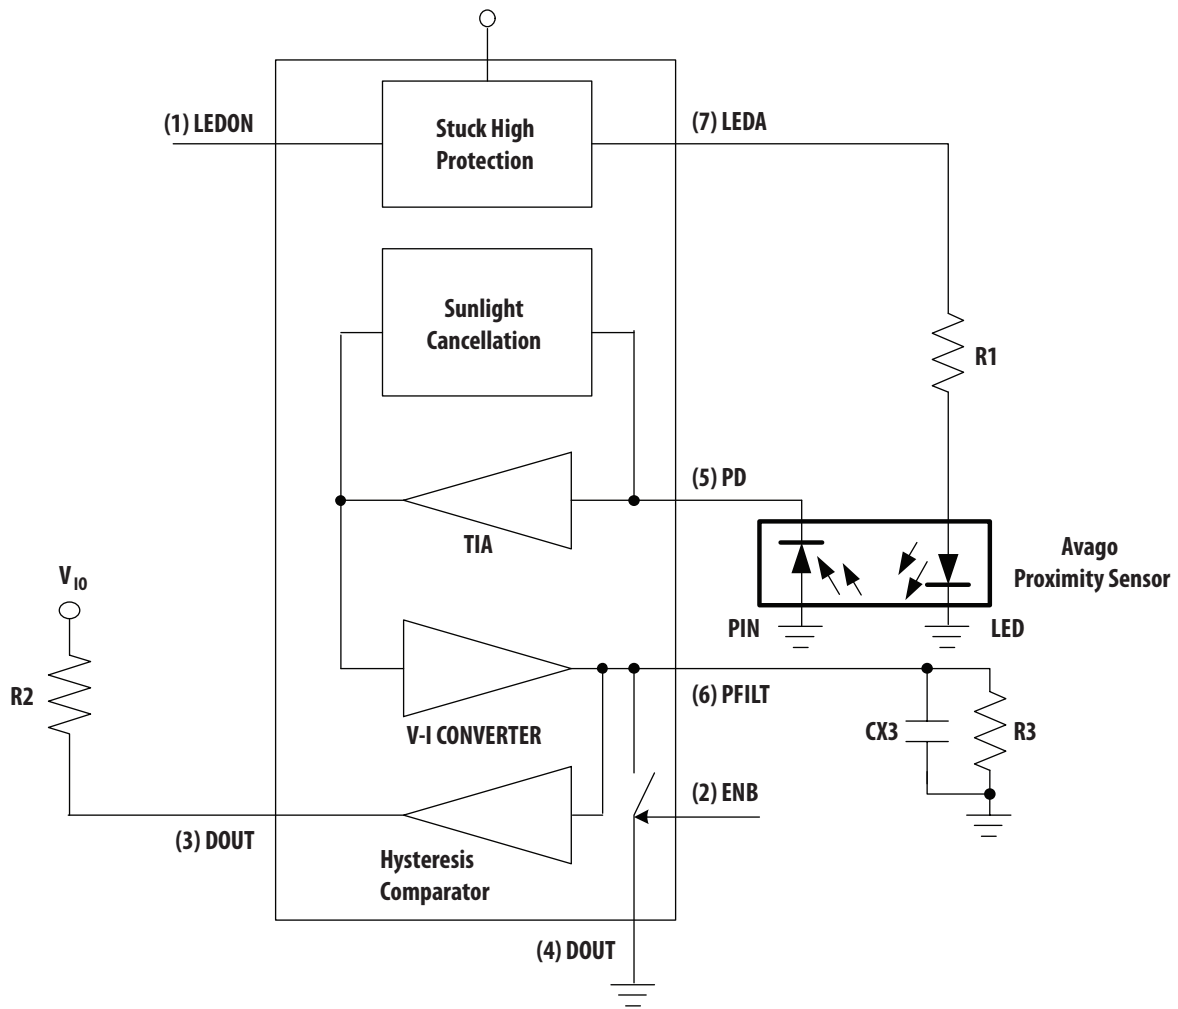 (1) LEDON
Stuck High
Protection
(7) LEDA
Sunlight
Cancellation
R1
(5) PD
TIA
Avago
Proximity Sensor
V IO
PIN
LED
R2
(6) PFILT
V-I CONVERTER
CX3
R3
(2) ENB
(3) DOUT
Hysteresis
Comparator
(4) DOUT